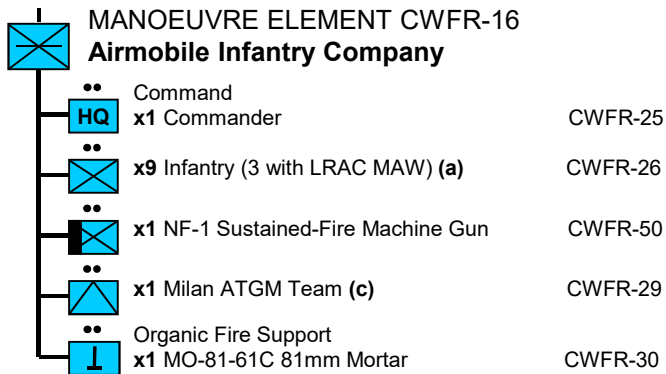 MANOEUVRE ELEMENT CWFR-16
Airmobile Infantry Company
Command
HQ x1 Commander CWFR-25
x9 Infantry (3 with LRAC MAW) (a) CWFR-26
x1 NF-1 Sustained-Fire Machine Gun CWFR-50
x1 Milan ATGM Team (c) CWFR-29
Organic Fire Support
x1 MO-81-61C 81mm Mortar CWFR-30